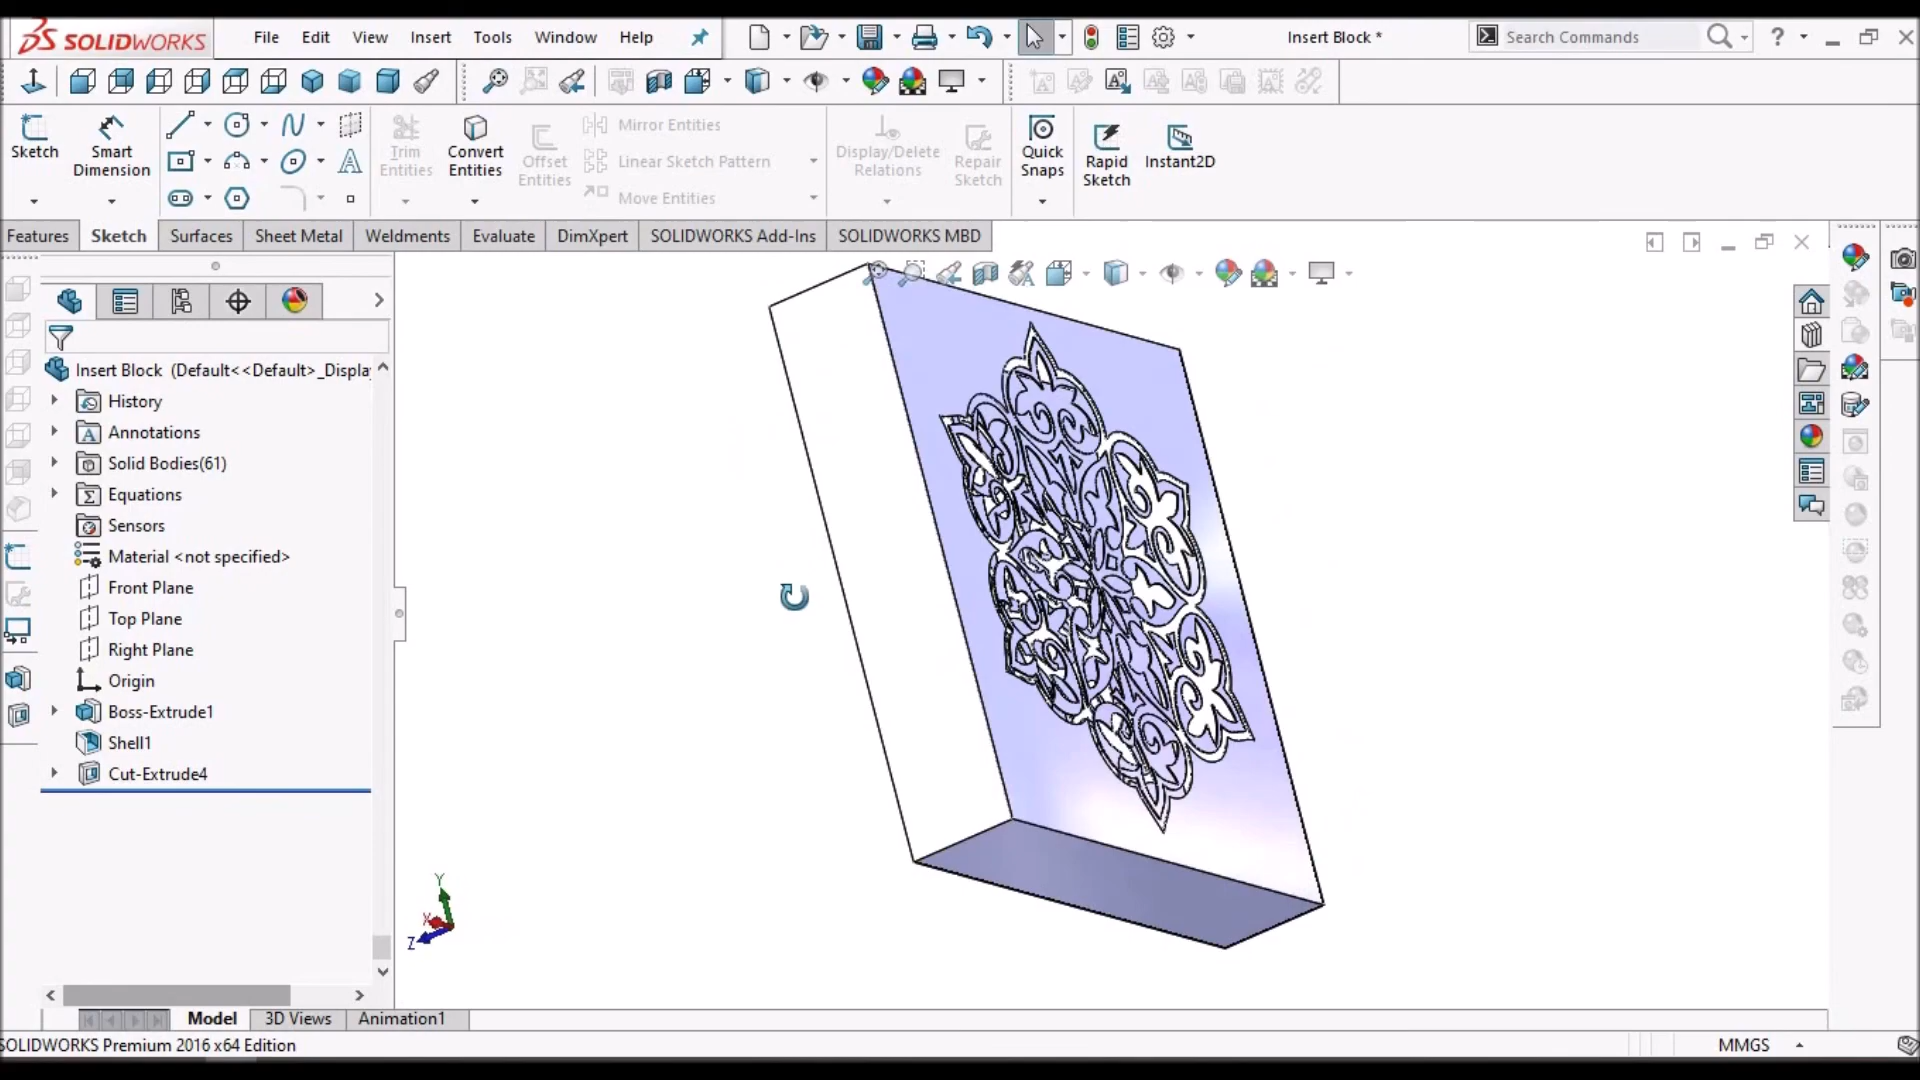 SOLIDWORKS File Edit View Insert Tools Window Help Insert Block * Search Commands ?
Sketch Smart Dimension Trim Entities Convert Entities Offset Entities Mirror Entities Linear Sketch Pattern Move Entities Display/Delete Relations Repair Sketch Quick Snaps Rapid Sketch Instant2D
Features Sketch Surfaces Sheet Metal Weldments Evaluate DimXpert SOLIDWORKS Add-Ins SOLIDWORKS MBD
Insert Block (Default<<Default>_Displa
History
Annotations
Solid Bodies(61)
Equations
Sensors
Material <not specified>
Front Plane
Top Plane
Right Plane
Origin
Boss-Extrude1
Shell1
Cut-Extrude4
Y
X
Z
Model 3D Views Animation1
SOLIDWORKS Premium 2016 x64 Edition MMGS